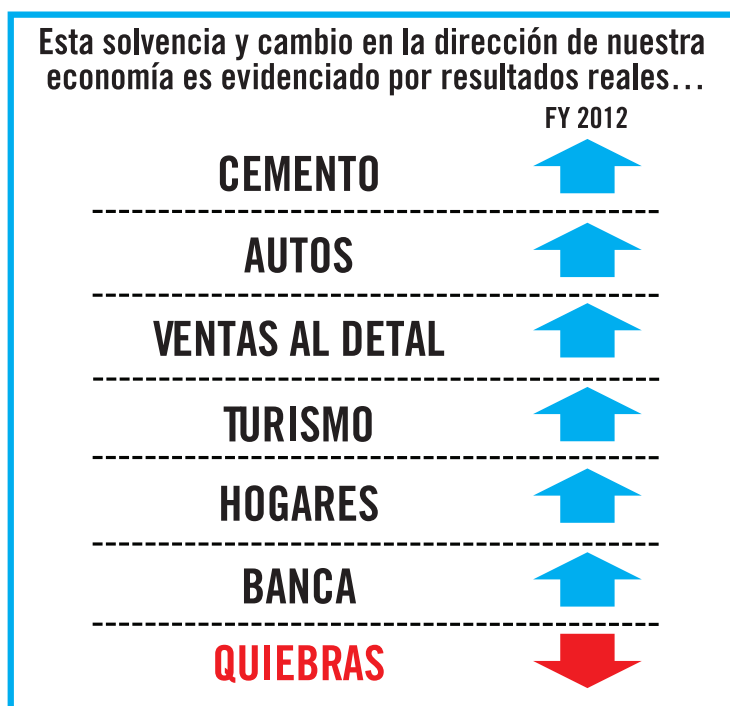 Esta solvencia y cambio en la dirección de nuestra
economía es evidenciado por resultados reales...
FY 2012
CEMENTO
AUTOS
VENTAS AL DETAL
TURISMO
HOGARES
BANCA
QUIEBRAS